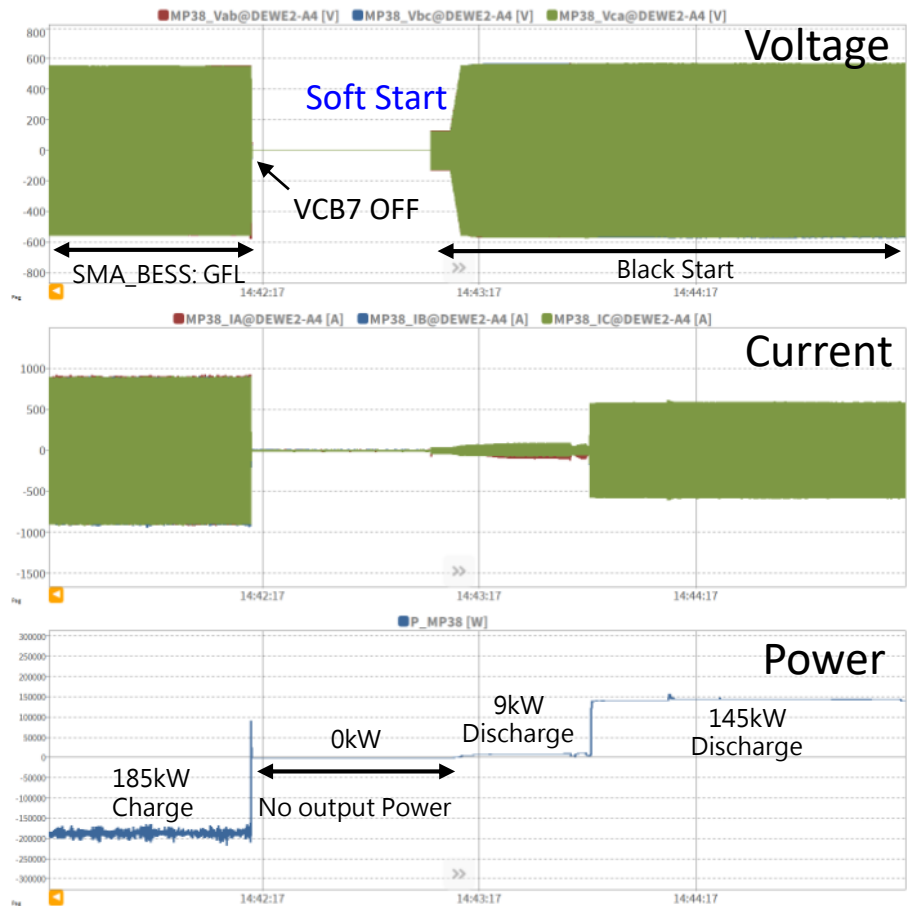 MP38_Vab@DEWE2-A4 [V] MP38_Vbc@DEWE2-A4 [V] MP38_Vca@DEWE2-A4 [V]
Voltage
800
600
400
200
0
-200
-400
-600
-800
Soft Start
VCB7 OFF
SMA_BESS: GFL
Black Start
14:42:17 14:43:17 14:44:17
MP38_IA@DEWE2-A4 [A] MP38_IB@DEWE2-A4 [A] MP38_IC@DEWE2-A4 [A]
Current
1000
500
0
-500
-1000
-1500
14:42:17 14:43:17 14:44:17
P_MP38 [W]
Power
300000
250000
200000
150000
100000
50000
0
-50000
-100000
-150000
-200000
-250000
-300000
185kW
Charge
0kW
No output Power
9kW
Discharge
145kW
Discharge
14:42:17 14:43:17 14:44:17